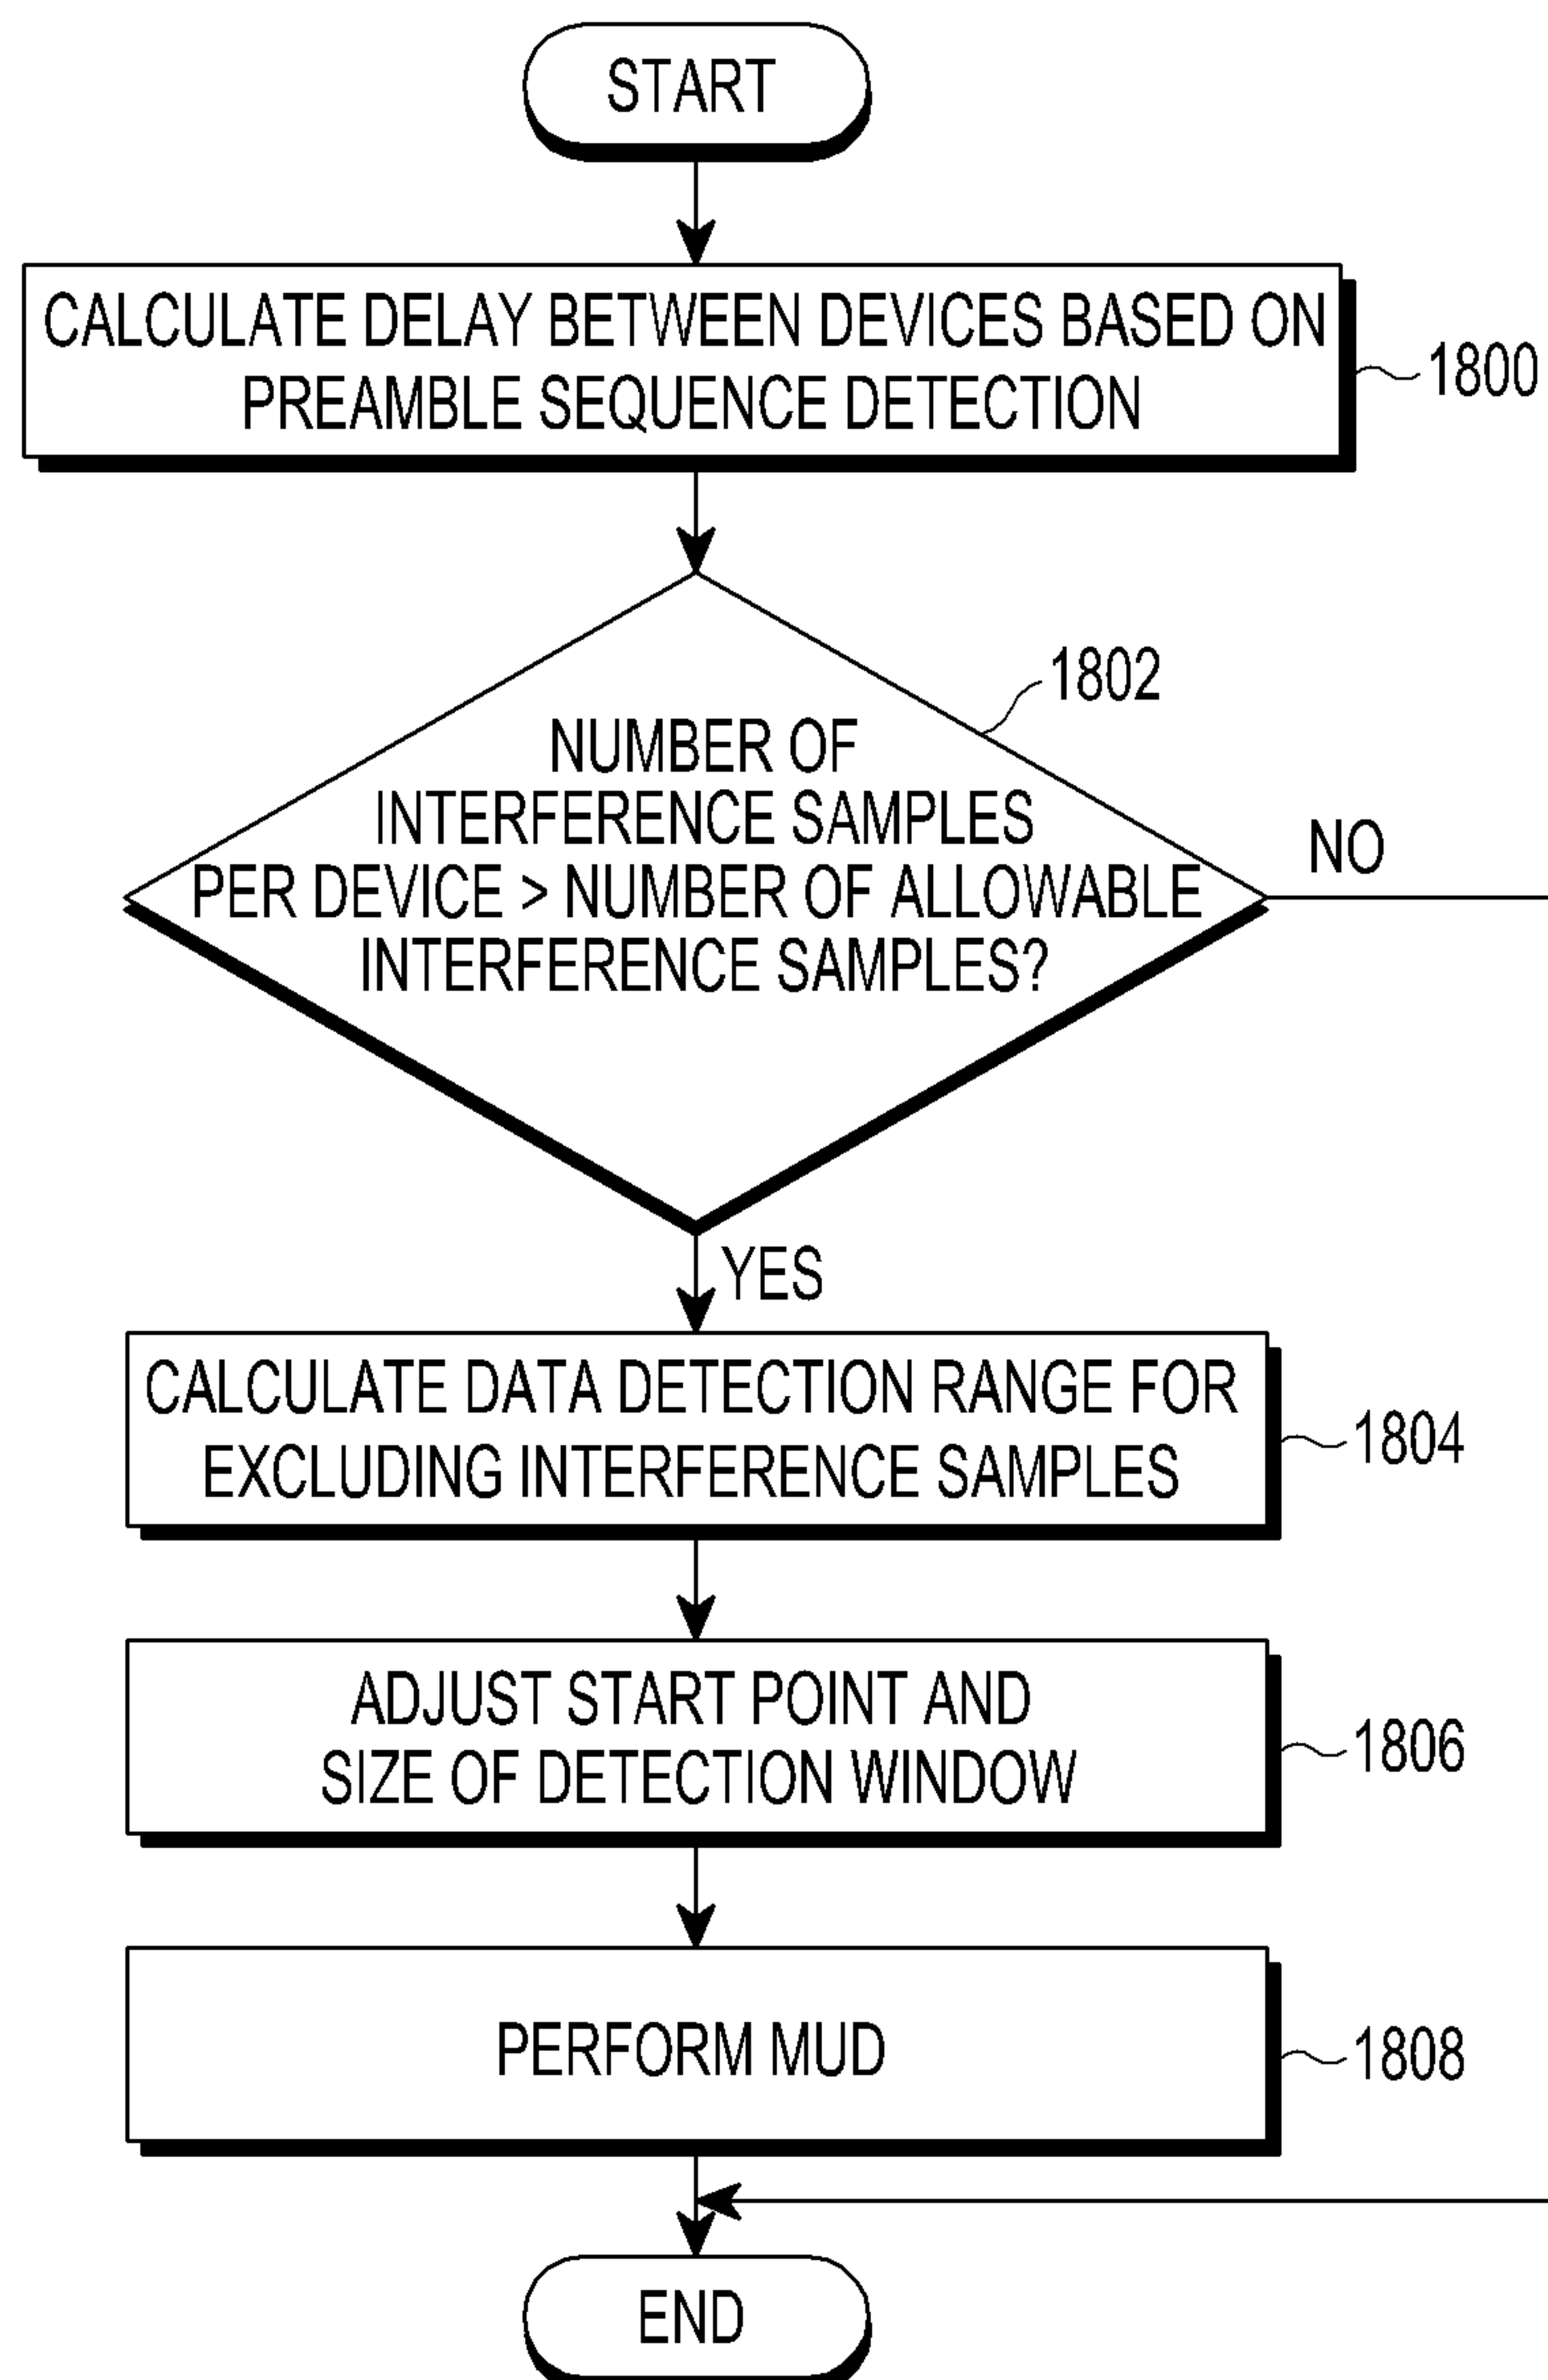 START
CALCULATE DELAY BETWEEN DEVICES BASED ON
PREAMBLE SEQUENCE DETECTION
1800
1802
NUMBER OF
INTERFERENCE SAMPLES
PER DEVICE > NUMBER OF ALLOWABLE
INTERFERENCE SAMPLES?
NO
YES
CALCULATE DATA DETECTION RANGE FOR
EXCLUDING INTERFERENCE SAMPLES
1804
ADJUST START POINT AND
SIZE OF DETECTION WINDOW
1806
PERFORM MUD
1808
END